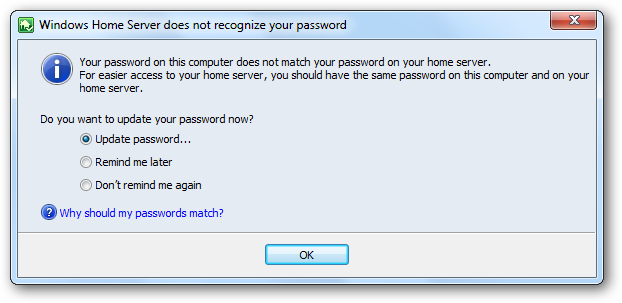 Windows Home Server does not recognize your password
Your password on this computer does not match your password on your home server.
For easier access to your home server, you should have the same password on this computer and on your
home server.
Do you want to update your password now?
Update password...
Remind me later
Don't remind me again
Why should my passwords match?
OK